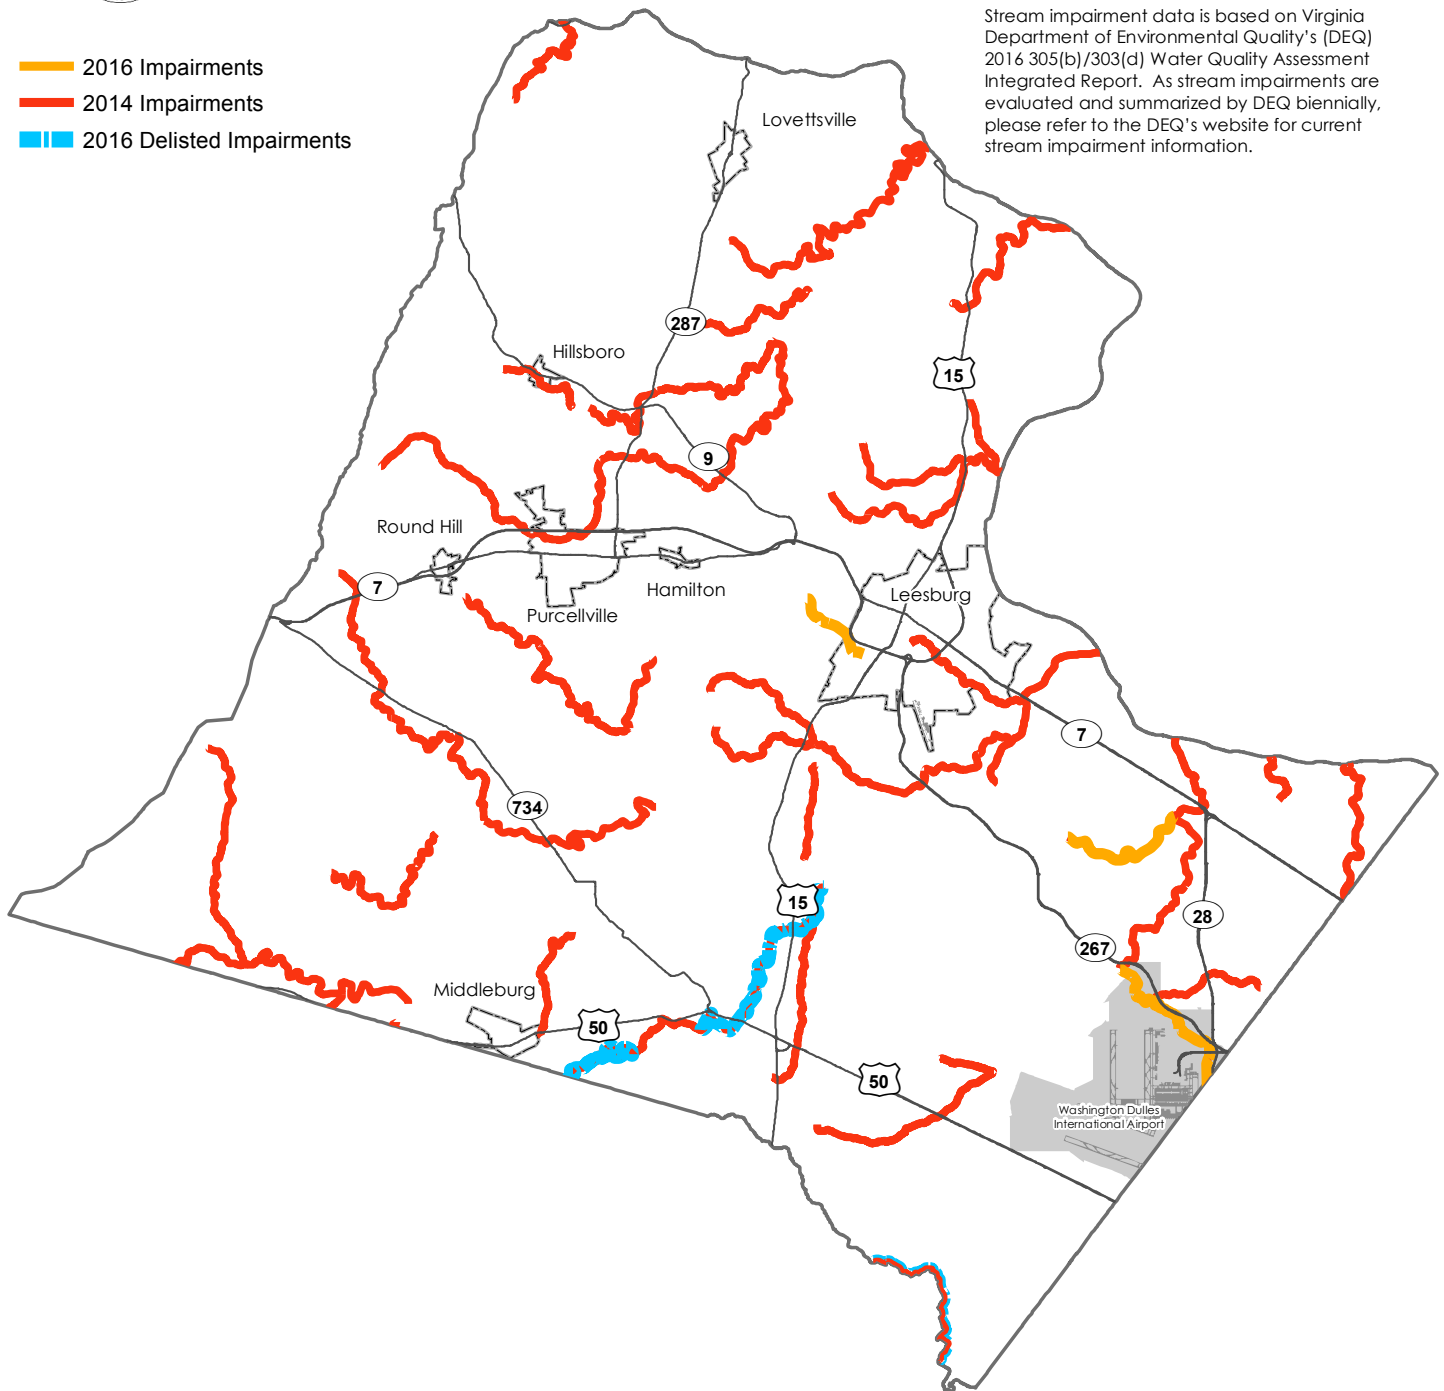 Stream impairment data is based on Virginia
Department of Environmental Quality's (DEQ)
2016 305(b)/303(d) Water Quality Assessment
Integrated Report. As stream impairments are
evaluated and summarized by DEQ biennially,
please refer to the DEQ's website for current
stream impairment information.
2016 Impairments
2014 Impairments
2016 Delisted Impairments
Lovettsville
287
Hillsboro
15
9
Round Hill
7
Hamilton
Leesburg
Purcellville
7
734
15
28
267
Middleburg
50
50
Washington Dulles
International Airport